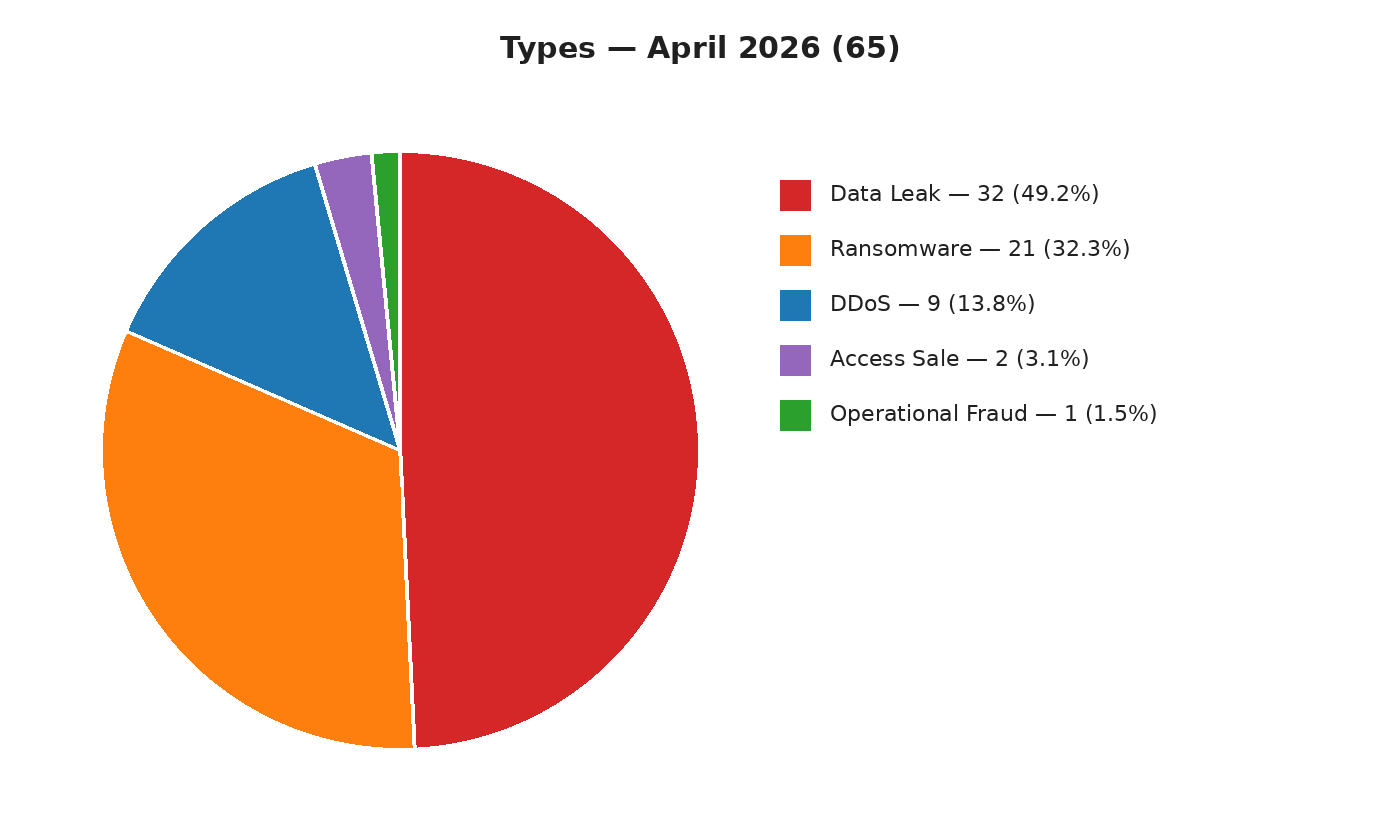 Types — April 2026 (65)
Data Leak — 32 (49.2%)
Ransomware — 21 (32.3%)
DDoS — 9 (13.8%)
Access Sale — 2 (3.1%)
Operational Fraud — 1 (1.5%)